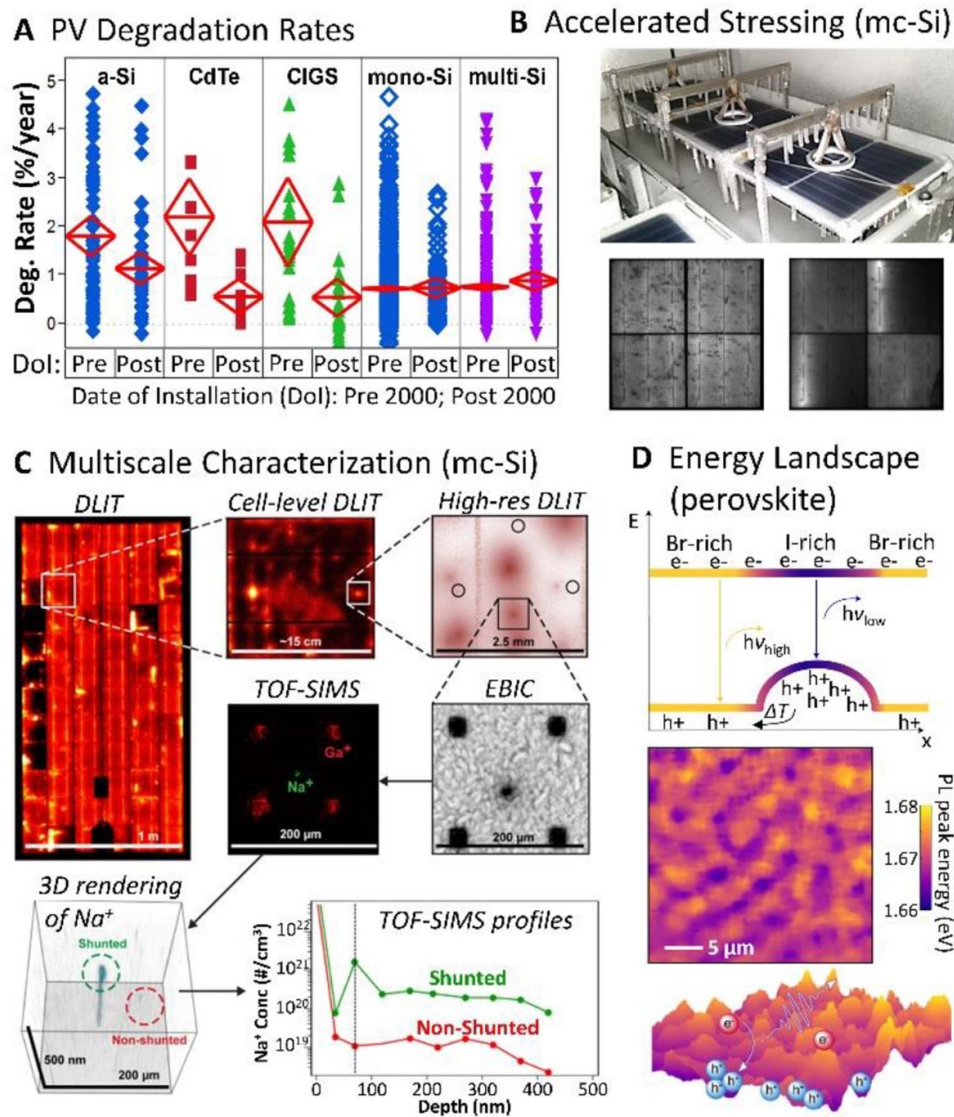 A PV Degradation Rates
B Accelerated Stressing (mc-Si)
a-Si CdTe CIGS mono-Si multi-Si
Deg. Rate (%/year)
5
4
3
2
1
0
DoI: Pre Post Pre Post Pre Post Pre Post Pre Post
Date of Installation (DoI): Pre 2000; Post 2000
C Multiscale Characterization (mc-Si)
DLIT
Cell-level DLIT
High-res DLIT
~15 cm
2.5 mm
1 m
TOF-SIMS
EBIC
Ga+
Na+
200 µm
200 µm
3D rendering
of Na+
Shunted
Non-shunted
500 nm
200 µm
TOF-SIMS profiles
Na+ Conc (#/cm³)
10²²
10²¹
10²⁰
10¹⁹
Shunted
Non-Shunted
0 100 200 300 400 500
Depth (nm)
D Energy Landscape
(perovskite)
E
Br-rich I-rich Br-rich
e- e- e- e- e- e- e-
hνhigh
hνlow
h+ h+ h+ h+ h+
ΔT
h+ h+ h+
x
1.68
1.67
1.66
PL peak energy (eV)
5 µm
e-
e-
h+ h+ h+ h+ h+ h+ h+